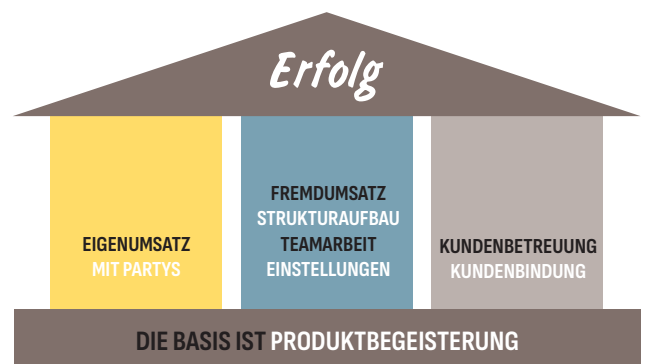 Erfolg
EIGENUMSATZ
MIT PARTYS
FREMDUMSATZ
STRUKTURAUFBAU
TEAMARBEIT
EINSTELLUNGEN
KUNDENBETREUUNG
KUNDENBINDUNG
DIE BASIS IST PRODUKTBEGEISTERUNG